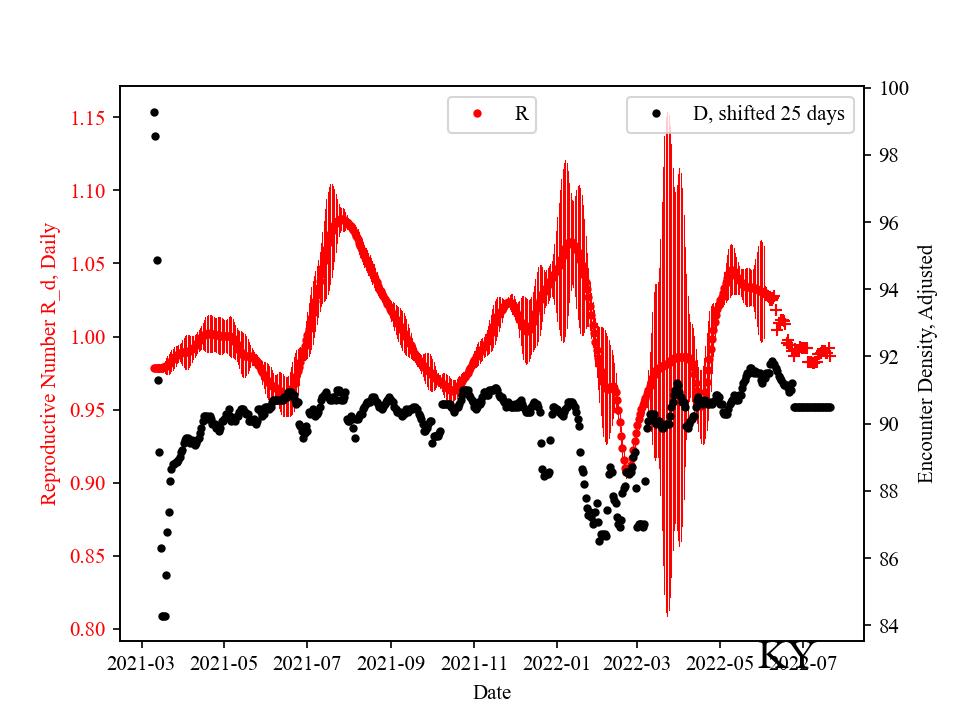 R
D, shifted 25 days
1.15
1.10
1.05
1.00
0.95
0.90
0.85
0.80
Reproductive Number R_d, Daily
100
98
96
94
92
90
88
86
84
Encounter Density, Adjusted
2021-03 2021-05 2021-07 2021-09 2021-11 2022-01 2022-03 2022-05 2022-07
KY
Date